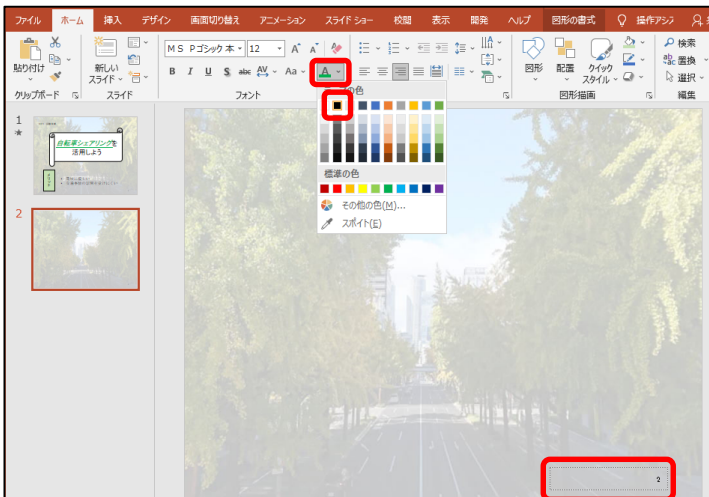 ファイル ホーム 挿入 デザイン 画面切り替え アニメーション スライド ショー 校閲 表示 開発 ヘルプ 図形の書式 操作アシ
貼り付け
新しい
スライド
ＭＳ Ｐゴシック 本 12
B I U S abc AV Aa A
図形
配置
クイック
スタイル
検索
置換
選択
クリップボード スライド フォント 図形描画 編集
の色
標準の色
その他の色(M)...
スポイト(E)
1
自転車シェアリングを
活用しよう
2
2